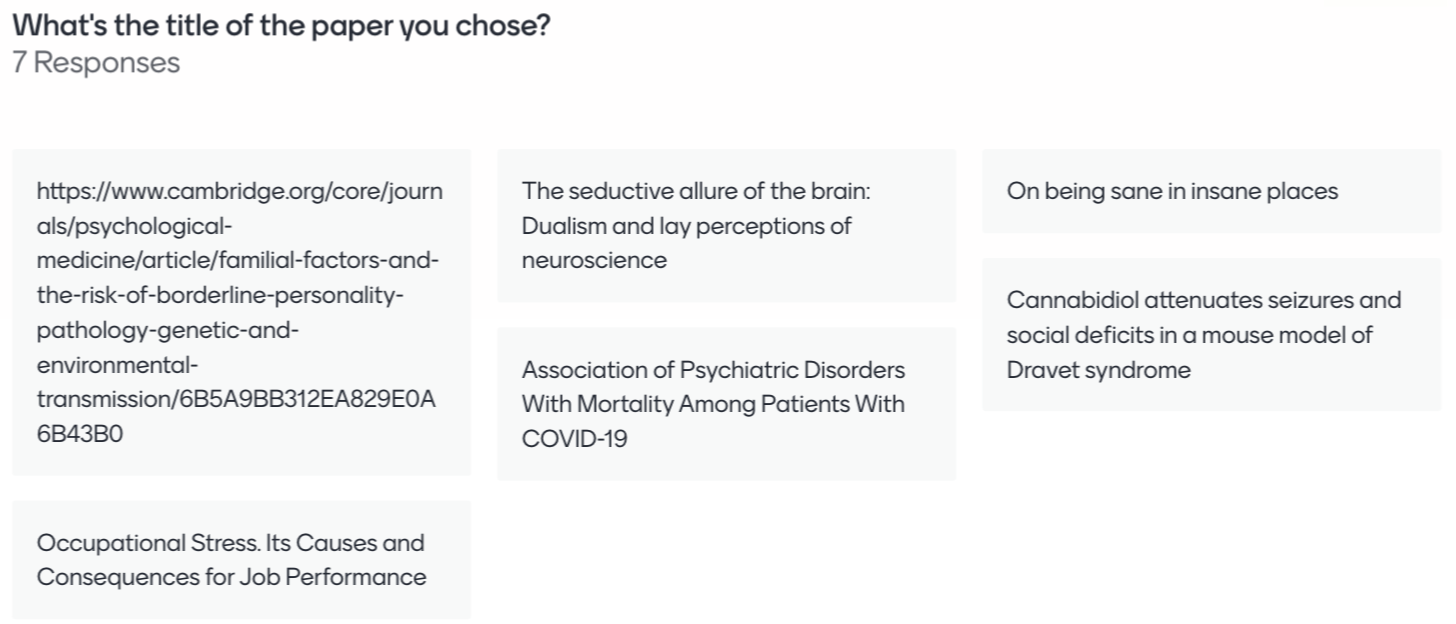 What's the title of the paper you chose?
7 Responses
https://www.cambridge.org/core/journ
als/psychological-
medicine/article/familial-factors-and-
the-risk-of-borderline-personality-
pathology-genetic-and-
environmental-
transmission/6B5A9BB312EA829E0A
6B43B0
Occupational Stress. Its Causes and
Consequences for Job Performance
The seductive allure of the brain:
Dualism and lay perceptions of
neuroscience
Association of Psychiatric Disorders
With Mortality Among Patients With
COVID-19
On being sane in insane places
Cannabidiol attenuates seizures and
social deficits in a mouse model of
Dravet syndrome